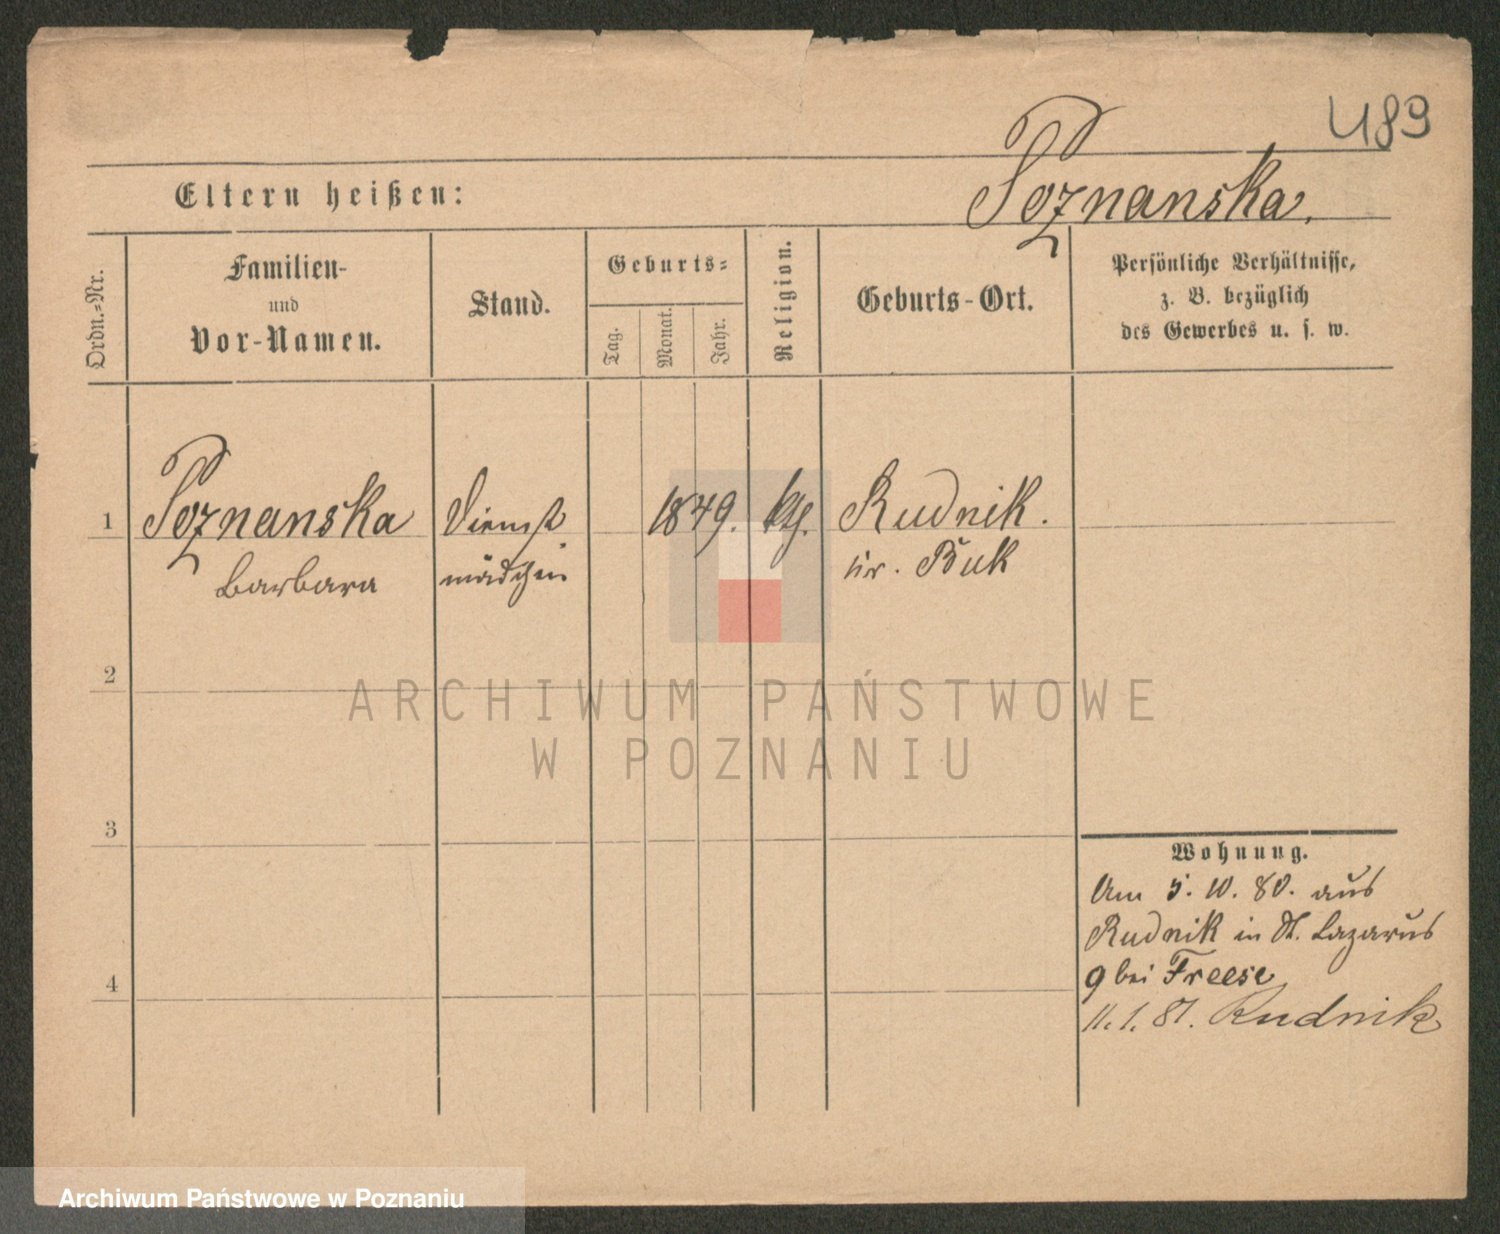 489
Poznanska.
Eltern heißen:
Ordn.-Nr.
Familien-
und
Vor-Namen.
Stand.
Geburts-
Tag.
Monat.
Jahr.
Religion.
Geburts-Ort.
Persönliche Verhältnisse,
z. B. bezüglich
des Gewerbes u. s. w.
1
Poznanska
Barbara
Dienst
mädchen
1849.
ktg.
Rudnik.
Kr. Buk
2
3
4
Wohnung.
Am 5. 10. 80. aus
Rudnik in St. Lazarus
9 bei Freese
11. 1. 81. Rudnik
ARCHIWUM PAŃSTWOWE
W POZNANIU
Archiwum Państwowe w Poznaniu